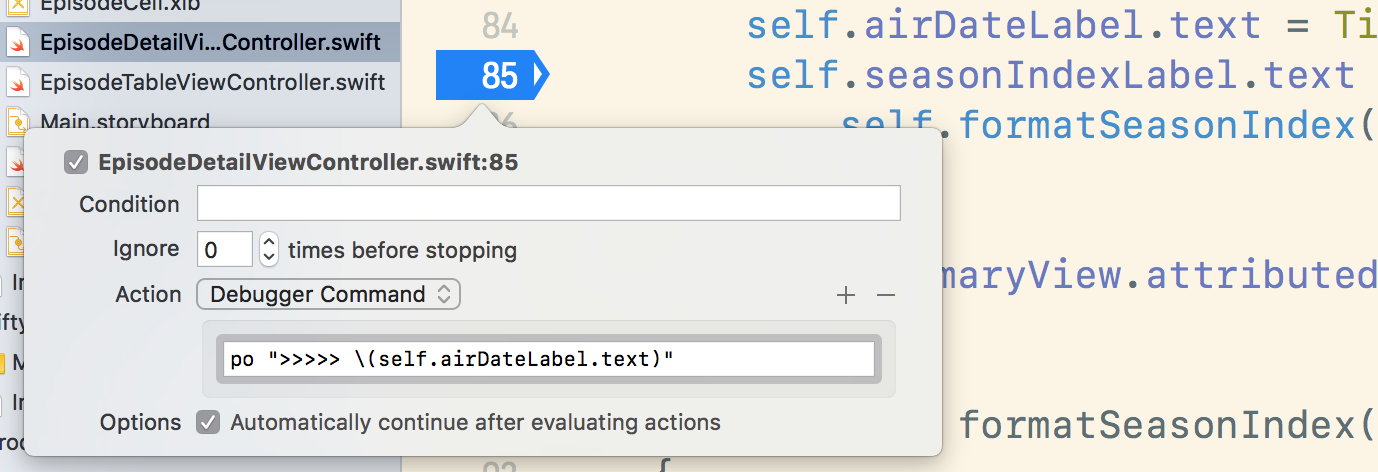 EpisodeCell.xib
EpisodeDetailVi...Controller.swift
EpisodeTableViewController.swift
Main.storyboard
84 self.airDateLabel.text = Ti
85 self.seasonIndexLabel.text
self.formatSeasonIndex(
maryView.attributed
formatSeasonIndex(
{
EpisodeDetailViewController.swift:85
Condition
Ignore 0 times before stopping
Action Debugger Command + −
po ">>>>> \(self.airDateLabel.text)"
Options Automatically continue after evaluating actions